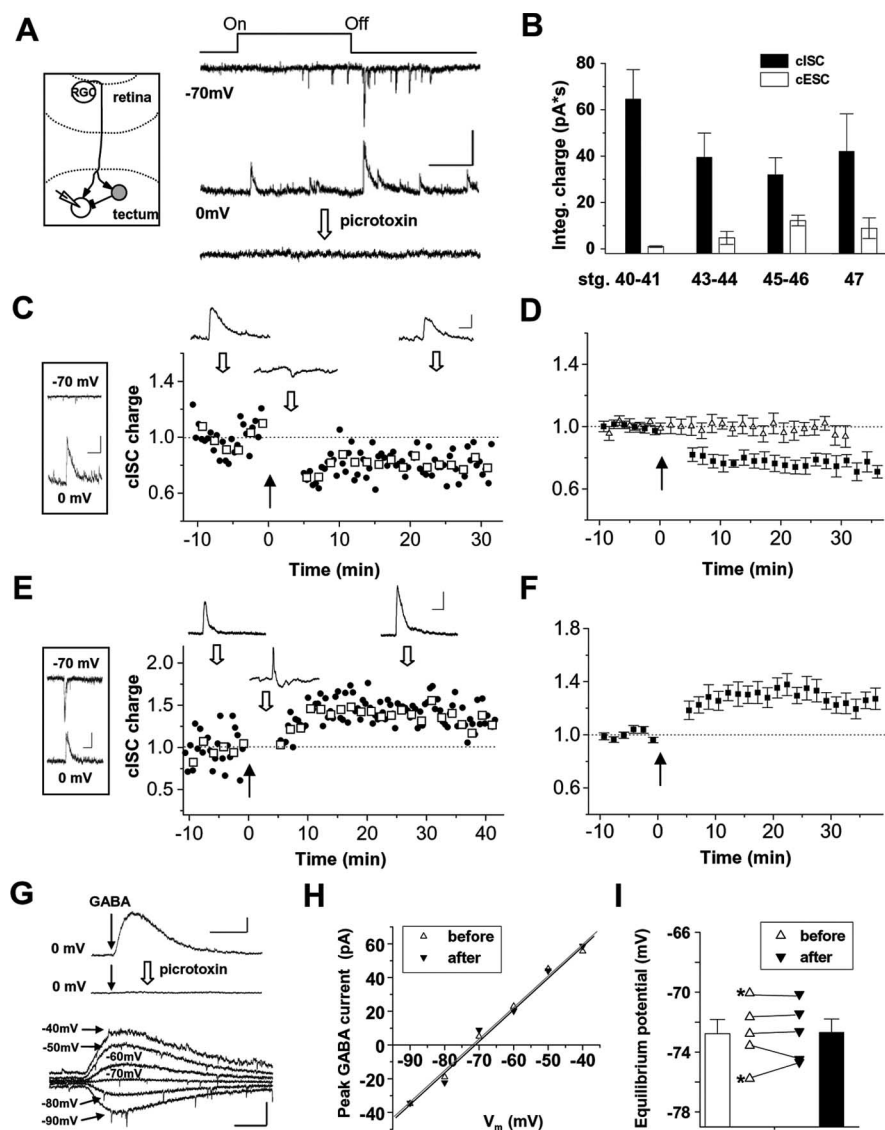 A
On
Off
RGC
retina
tectum
-70mV
0mV
picrotoxin
B
Integ. charge (pA*s)
80
60
40
20
0
cISC
cESC
stg. 40-41
43-44
45-46
47
C
-70 mV
0 mV
cISC charge
1.4
1.0
0.6
-10
0
10
20
30
Time (min)
D
1.4
1.0
0.6
-10
0
10
20
30
Time (min)
E
-70 mV
0 mV
cISC charge
2.0
1.5
1.0
0.5
-10
0
10
20
30
40
Time (min)
F
1.8
1.4
1.0
-10
0
10
20
30
Time (min)
G
GABA
0 mV
picrotoxin
0 mV
-40mV
-50mV
-60mV
-70mV
-80mV
-90mV
H
Peak GABA current (pA)
60
40
20
-20
-40
before
after
-90
-80
-70
-60
-50
-40
Vm (mV)
I
Equilibrium potential (mV)
-66
-70
-74
-78
before
after
*
*